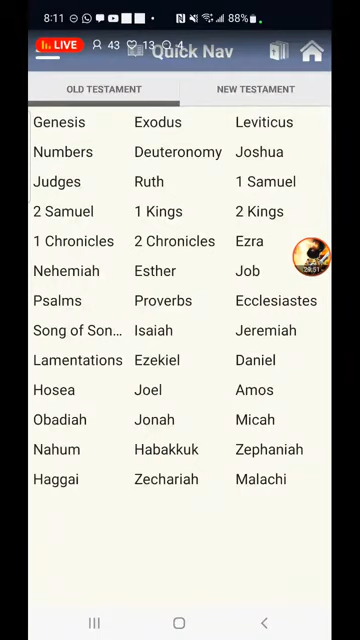 8:11 88%
LIVE 43 13 4
Quick Nav
OLD TESTAMENT NEW TESTAMENT
Genesis Exodus Leviticus
Numbers Deuteronomy Joshua
Judges Ruth 1 Samuel
2 Samuel 1 Kings 2 Kings
1 Chronicles 2 Chronicles Ezra
Nehemiah Esther Job
Psalms Proverbs Ecclesiastes
Song of Son... Isaiah Jeremiah
Lamentations Ezekiel Daniel
Hosea Joel Amos
Obadiah Jonah Micah
Nahum Habakkuk Zephaniah
Haggai Zechariah Malachi